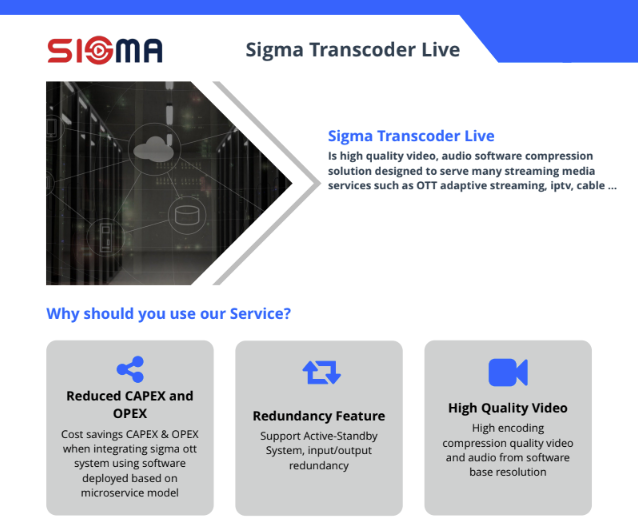 SIGMA
Sigma Transcoder Live
Sigma Transcoder Live
Is high quality video, audio software compression
solution designed to serve many streaming media
services such as OTT adaptive streaming, iptv, cable ...
Why should you use our Service?
Reduced CAPEX and
OPEX
Cost savings CAPEX & OPEX
when integrating sigma ott
system using software
deployed based on
microservice model
Redundancy Feature
Support Active-Standby
System, input/output
redundancy
High Quality Video
High encoding
compression quality video
and audio from software
base resolution